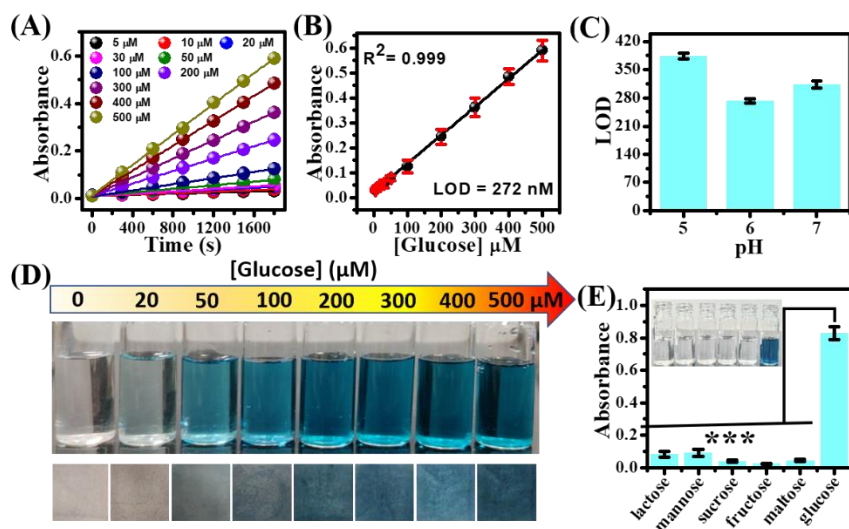 (A)
5 μM 10 μM 20 μM
30 μM 50 μM
100 μM 200 μM
300 μM
400 μM
500 μM
Absorbance
0.6
0.4
0.2
0.0
0 400 800 1200 1600
Time (s)
(B)
R²= 0.999
LOD = 272 nM
Absorbance
0.6
0.5
0.4
0.3
0.2
0.1
0.0
0 100 200 300 400 500
[Glucose] μM
(C)
LOD
420
350
280
210
140
70
0
5 6 7
pH
(D)
[Glucose] (μM)
0 20 50 100 200 300 400 500 μM
(E)
Absorbance
1.0
0.8
0.6
0.4
0.2
0.0
***
lactose
mannose
sucrose
fructose
maltose
glucose